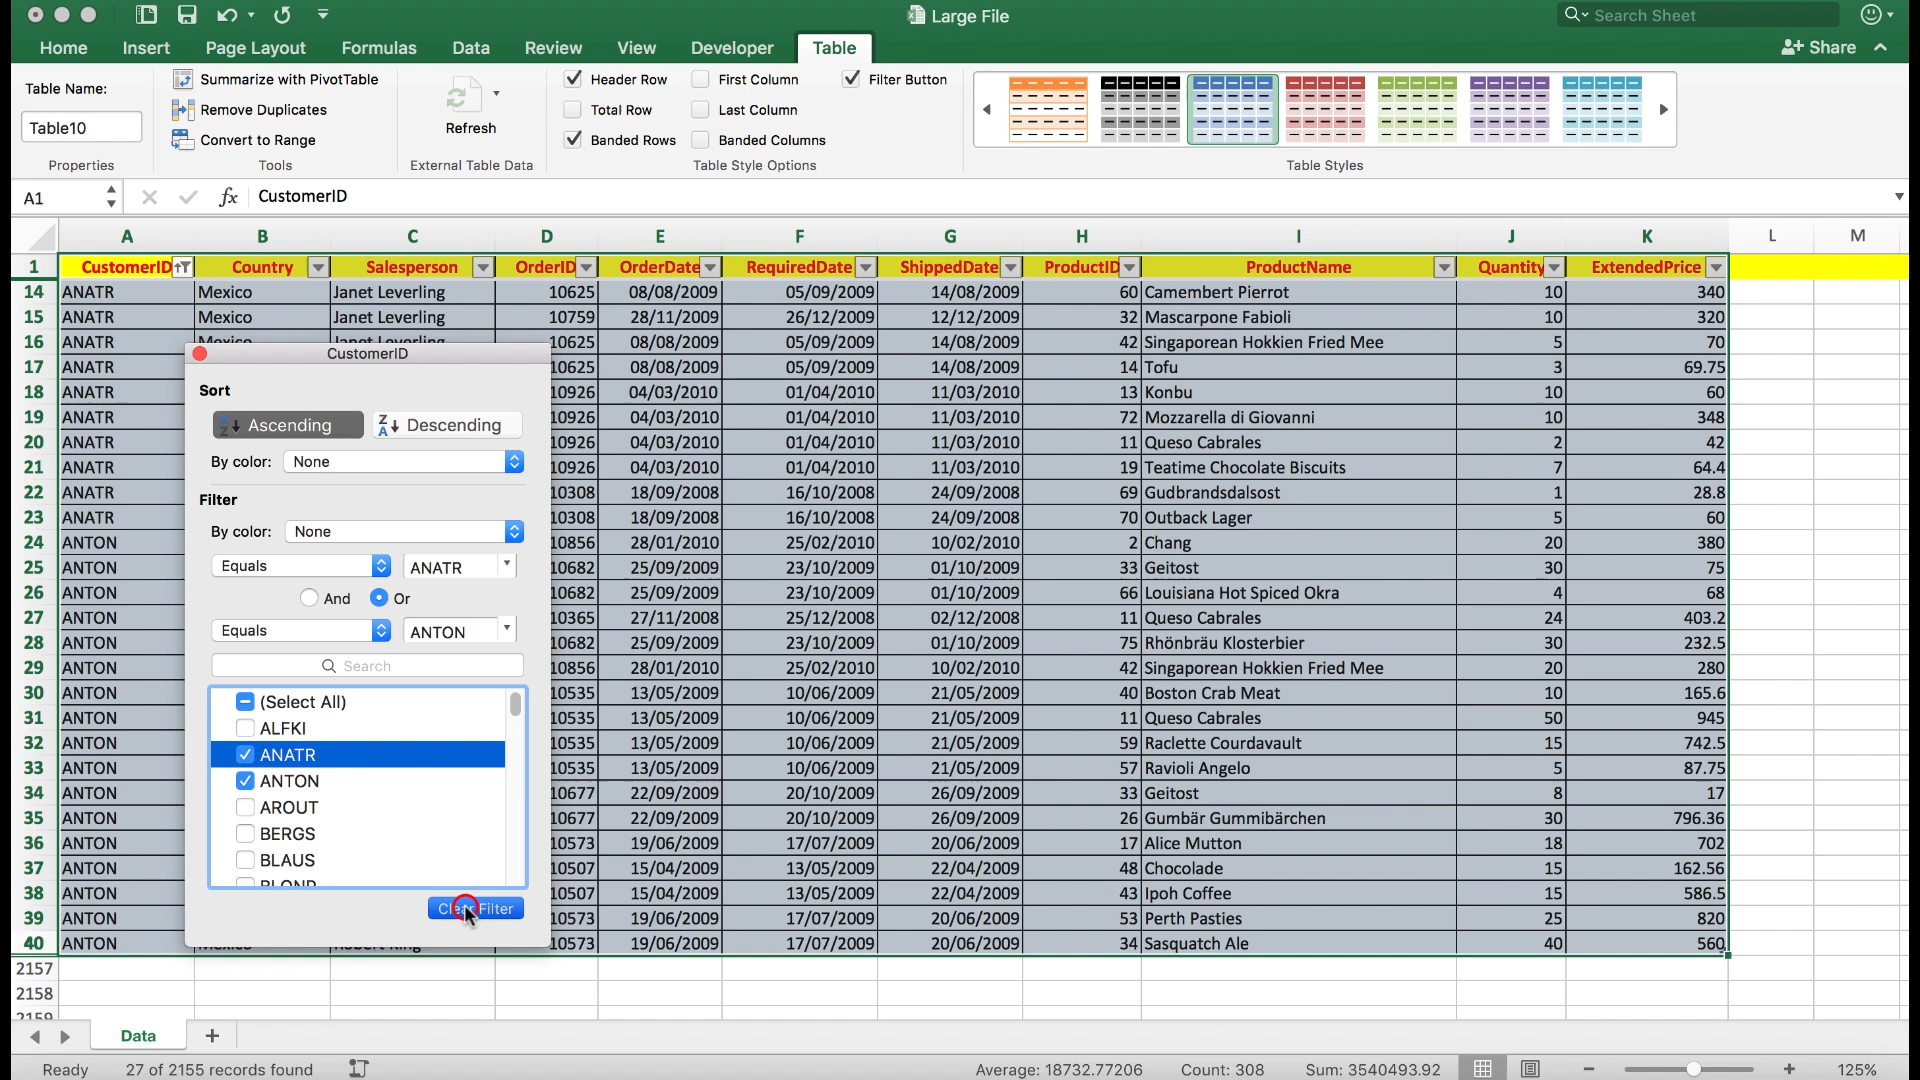 Large File
Search Sheet
Home Insert Page Layout Formulas Data Review View Developer Table Share
Table Name:
Table10
Properties
Summarize with PivotTable
Remove Duplicates
Convert to Range
Tools
Refresh
External Table Data
Header Row First Column Filter Button
Total Row Last Column
Banded Rows Banded Columns
Table Style Options
Table Styles
A1 fx CustomerID
A B C D E F G H I J K L M
1 CustomerID Country Salesperson OrderID OrderDate RequiredDate ShippedDate ProductID ProductName Quantity ExtendedPrice
14 ANATR Mexico Janet Leverling 10625 08/08/2009 05/09/2009 14/08/2009 60 Camembert Pierrot 10 340
15 ANATR Mexico Janet Leverling 10759 28/11/2009 26/12/2009 12/12/2009 32 Mascarpone Fabioli 10 320
16 ANATR Mexico Janet Leverling 10625 08/08/2009 05/09/2009 14/08/2009 42 Singaporean Hokkien Fried Mee 5 70
17 ANATR 10625 08/08/2009 05/09/2009 14/08/2009 14 Tofu 3 69.75
18 ANATR 10926 04/03/2010 01/04/2010 11/03/2010 13 Konbu 10 60
19 ANATR 10926 04/03/2010 01/04/2010 11/03/2010 72 Mozzarella di Giovanni 10 348
20 ANATR 10926 04/03/2010 01/04/2010 11/03/2010 11 Queso Cabrales 2 42
21 ANATR 10926 04/03/2010 01/04/2010 11/03/2010 19 Teatime Chocolate Biscuits 7 64.4
22 ANATR 10308 18/09/2008 16/10/2008 24/09/2008 69 Gudbrandsdalsost 1 28.8
23 ANATR 10308 18/09/2008 16/10/2008 24/09/2008 70 Outback Lager 5 60
24 ANTON 10856 28/01/2010 25/02/2010 10/02/2010 2 Chang 20 380
25 ANTON 10682 25/09/2009 23/10/2009 01/10/2009 33 Geitost 30 75
26 ANTON 10682 25/09/2009 23/10/2009 01/10/2009 66 Louisiana Hot Spiced Okra 4 68
27 ANTON 10365 27/11/2008 25/12/2008 02/12/2008 11 Queso Cabrales 24 403.2
28 ANTON 10682 25/09/2009 23/10/2009 01/10/2009 75 Rhönbräu Klosterbier 30 232.5
29 ANTON 10856 28/01/2010 25/02/2010 10/02/2010 42 Singaporean Hokkien Fried Mee 20 280
30 ANTON 10535 13/05/2009 10/06/2009 21/05/2009 40 Boston Crab Meat 10 165.6
31 ANTON 10535 13/05/2009 10/06/2009 21/05/2009 11 Queso Cabrales 50 945
32 ANTON 10535 13/05/2009 10/06/2009 21/05/2009 59 Raclette Courdavault 15 742.5
33 ANTON 10535 13/05/2009 10/06/2009 21/05/2009 57 Ravioli Angelo 5 87.75
34 ANTON 10677 22/09/2009 20/10/2009 26/09/2009 33 Geitost 8 17
35 ANTON 10677 22/09/2009 20/10/2009 26/09/2009 26 Gumbär Gummibärchen 30 796.36
36 ANTON 10573 19/06/2009 17/07/2009 20/06/2009 17 Alice Mutton 18 702
37 ANTON 10507 15/04/2009 13/05/2009 22/04/2009 48 Chocolade 15 162.56
38 ANTON 10507 15/04/2009 13/05/2009 22/04/2009 43 Ipoh Coffee 15 586.5
39 ANTON 10573 19/06/2009 17/07/2009 20/06/2009 53 Perth Pasties 25 820
40 ANTON 10573 19/06/2009 17/07/2009 20/06/2009 34 Sasquatch Ale 40 560
2157
2158
2159
CustomerID
Sort
Ascending Descending
By color: None
Filter
By color: None
Equals ANATR
And Or
Equals ANTON
Search
(Select All)
ALFKI
ANATR
ANTON
AROUT
BERGS
BLAUS
BLONP
Clear Filter
Data
Ready 27 of 2155 records found Average: 18732.77206 Count: 308 Sum: 3540493.92 125%